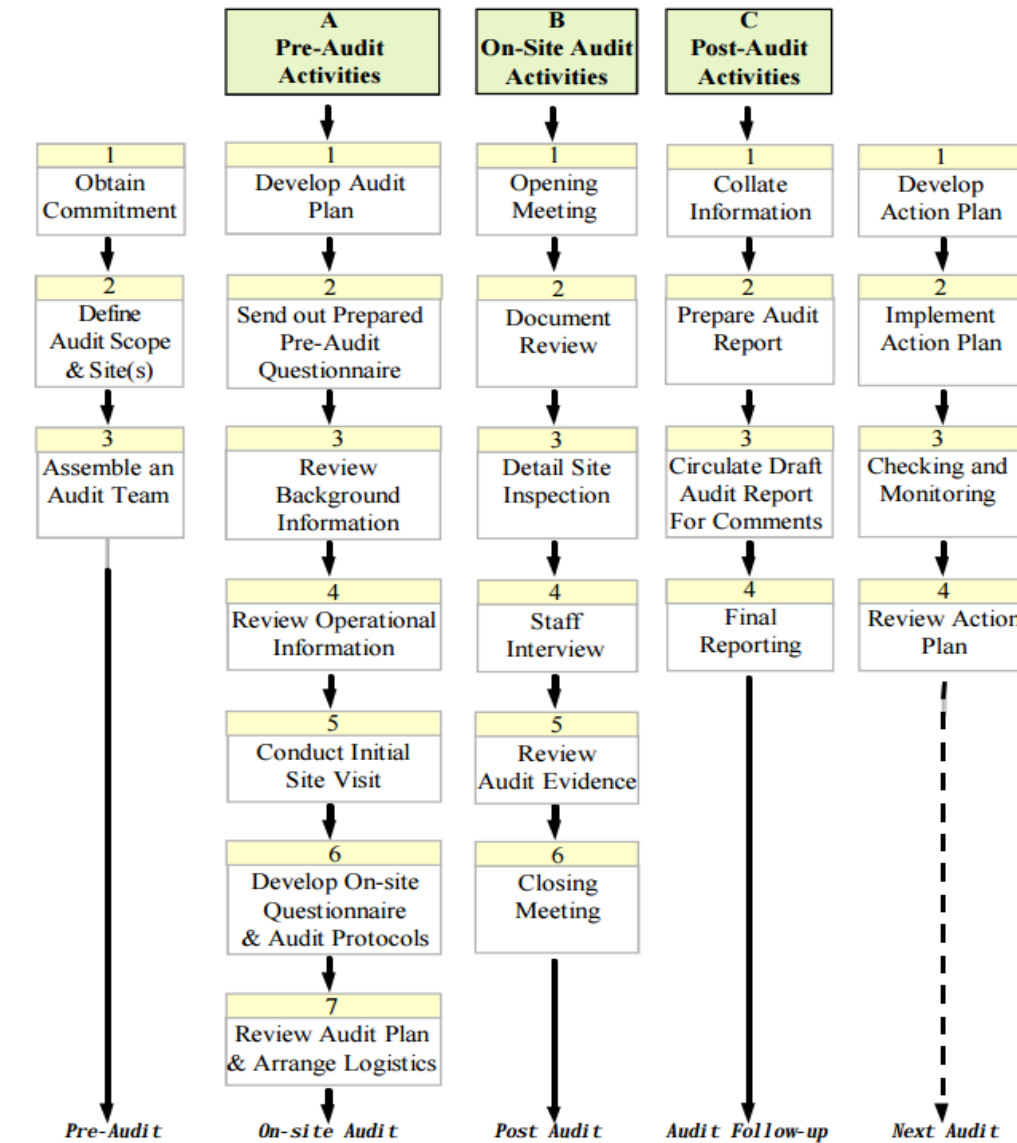 A
Pre-Audit
Activities
B
On-Site Audit
Activities
C
Post-Audit
Activities
1
Obtain
Commitment
2
Define
Audit Scope
& Site(s)
3
Assemble an
Audit Team
Pre-Audit
1
Develop Audit
Plan
2
Send out Prepared
Pre-Audit
Questionnaire
3
Review
Background
Information
4
Review Operational
Information
5
Conduct Initial
Site Visit
6
Develop On-site
Questionnaire
& Audit Protocols
7
Review Audit Plan
& Arrange Logistics
On-site Audit
1
Opening
Meeting
2
Document
Review
3
Detail Site
Inspection
4
Staff
Interview
5
Review
Audit Evidence
6
Closing
Meeting
Post Audit
1
Collate
Information
2
Prepare Audit
Report
3
Circulate Draft
Audit Report
For Comments
4
Final
Reporting
Audit Follow-up
1
Develop
Action Plan
2
Implement
Action Plan
3
Checking and
Monitoring
4
Review Action
Plan
Next Audit